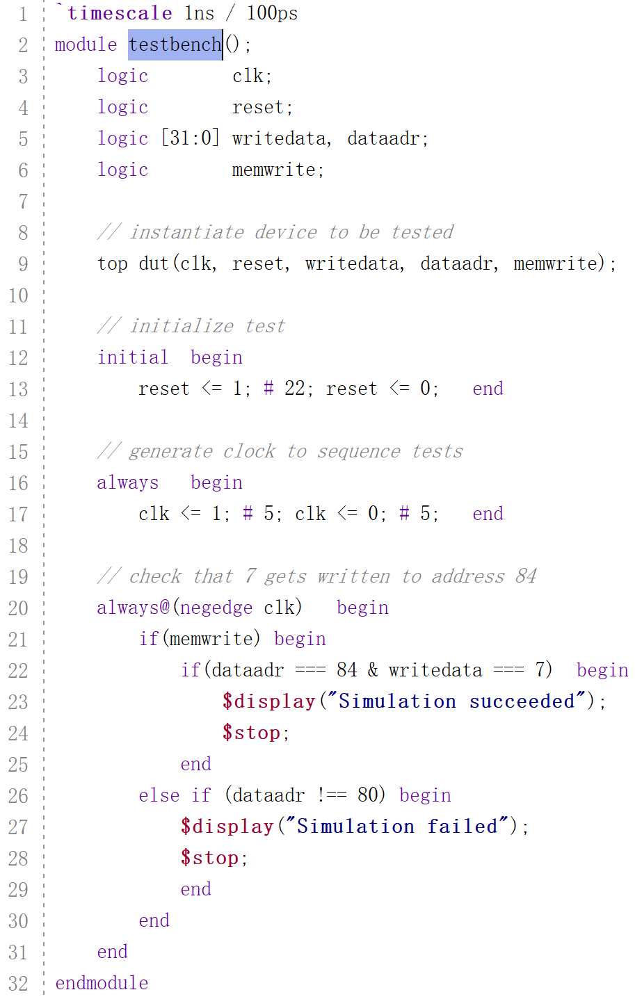 1 `timescale 1ns / 100ps
2 module testbench();
3 logic clk;
4 logic reset;
5 logic [31:0] writedata, dataadr;
6 logic memwrite;
7
8 // instantiate device to be tested
9 top dut(clk, reset, writedata, dataadr, memwrite);
10
11 // initialize test
12 initial begin
13 reset <= 1; # 22; reset <= 0; end
14
15 // generate clock to sequence tests
16 always begin
17 clk <= 1; # 5; clk <= 0; # 5; end
18
19 // check that 7 gets written to address 84
20 always@(negedge clk) begin
21 if(memwrite) begin
22 if(dataadr === 84 & writedata === 7) begin
23 $display("Simulation succeeded");
24 $stop;
25 end
26 else if (dataadr !== 80) begin
27 $display("Simulation failed");
28 $stop;
29 end
30 end
31 end
32 endmodule